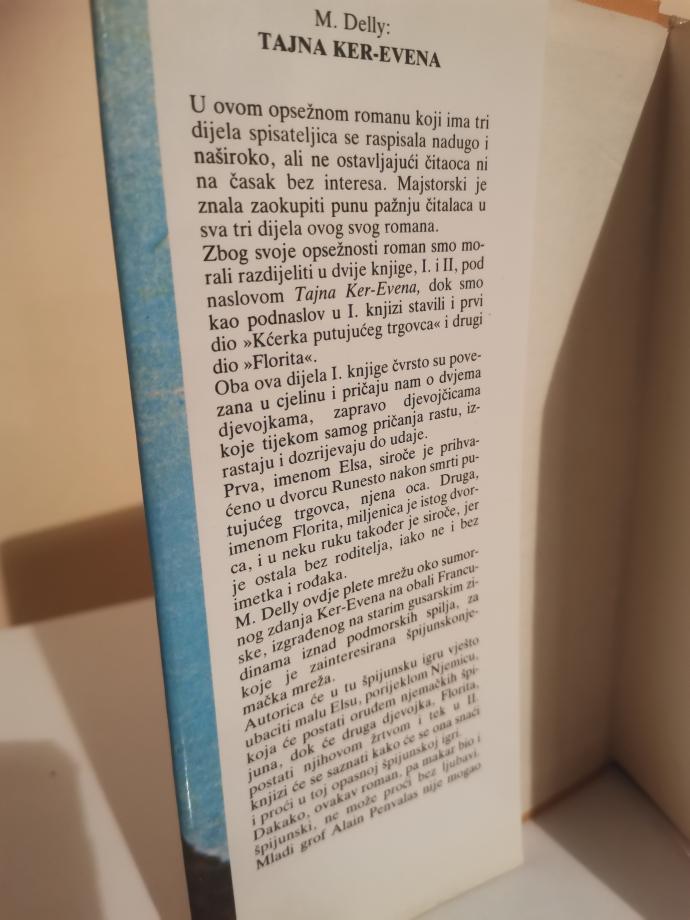 M. Delly:
TAJNA KER-EVENA
U ovom opsežnom romanu koji ima tri
dijela spisateljica se raspisala nadugo i
naširoko, ali ne ostavljajući čitaoca ni
na časak bez interesa. Majstorski je
znala zaokupiti punu pažnju čitalaca u
sva tri dijela ovog svog romana.
Zbog svoje opsežnosti roman smo mo-
rali razdijeliti u dvije knjige, I. i II, pod
naslovom Tajna Ker-Evena, dok smo
kao podnaslov u I. knjizi stavili i prvi
dio »Kćerka putujućeg trgovca« i drugi
dio »Florita«.
Oba ova dijela I. knjige čvrsto su pove-
zana u cjelinu i pričaju nam o dvjema
djevojkama, zapravo djevojčicama
koje tijekom samog pričanja rastu, iz-
rastaju i dozrijevaju do udaje.
Prva, imenom Elsa, siroče je prihva-
ćeno u dvorcu Runesto nakon smrti pu-
tujućeg trgovca, njena oca. Druga,
imenom Florita, miljenica je istog dvor-
ca, i u neku ruku također je siroče, jer
je ostala bez roditelja, iako ne i bez
imetka i rođaka.
M. Delly ovdje plete mrežu oko sumor-
nog zdanja Ker-Evena na obali Francu-
ske, izgrađenog na starim gusarskim zi-
dinama iznad podmorskih spilja, za
koje je zainteresirana špijunskonje-
mačka mreža.
Autorica će u tu špijunsku igru vješto
ubaciti malu Elsu, porijeklom Njemicu,
koja će postati oruđem njemačkih špi-
juna, dok će druga djevojka, Florita,
postati njihovom žrtvom i tek u II.
knjizi će se saznati kako će se ona snaći
i proći u toj opasnoj špijunskoj igri.
Dakako, ovakav roman, pa makar bio i
špijunski, ne može proći bez ljubavi.
Mladi grof Alain Penvalas nije mogao